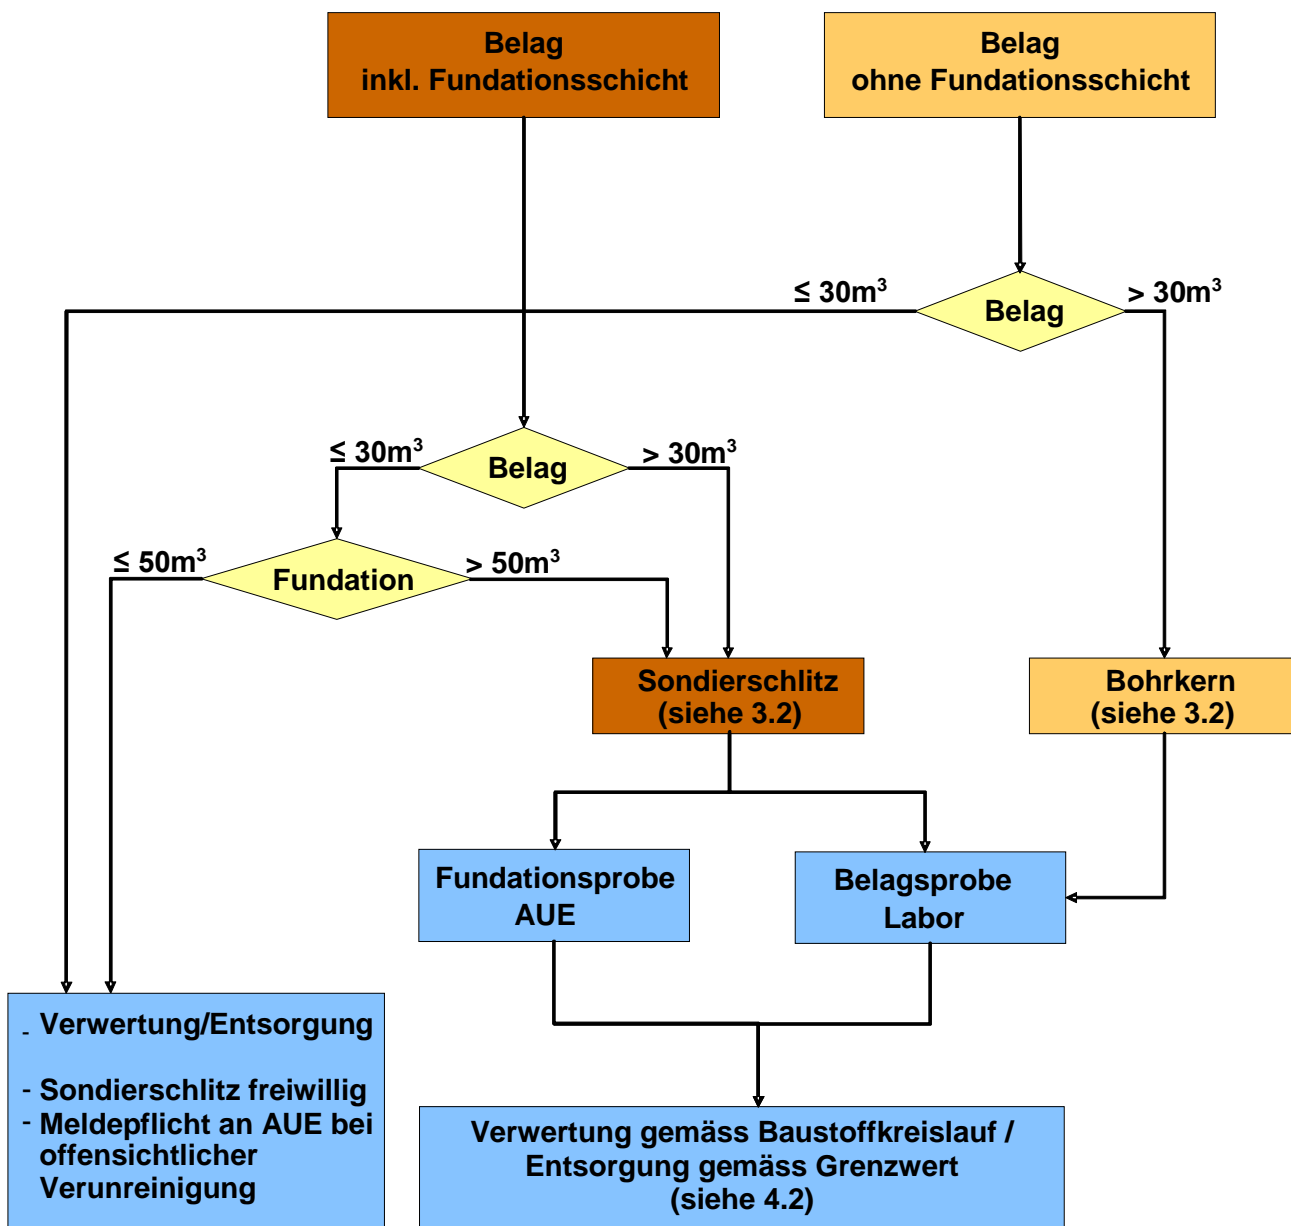 Belag
inkl. Fundationsschicht
Belag
ohne Fundationsschicht
≤ 30m³
Belag
> 30m³
≤ 30m³
Belag
> 30m³
≤ 50m³
Fundation
> 50m³
Sondierschlitz
(siehe 3.2)
Bohrkern
(siehe 3.2)
Fundationsprobe
AUE
Belagsprobe
Labor
- Verwertung/Entsorgung
- Sondierschlitz freiwillig
- Meldepflicht an AUE bei
offensichtlicher
Verunreinigung
Verwertung gemäss Baustoffkreislauf /
Entsorgung gemäss Grenzwert
(siehe 4.2)